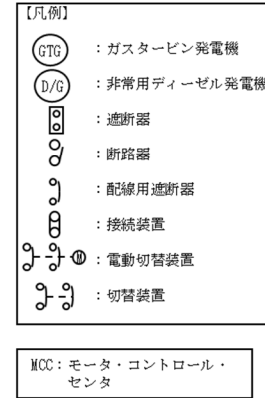 【凡例】
GTG : ガスタービン発電機
D/G : 非常用ディーゼル発電機
: 遮断器
: 断路器
: 配線用遮断器
: 接続装置
M : 電動切替装置
: 切替装置
MCC: モータ・コントロール・
センタ